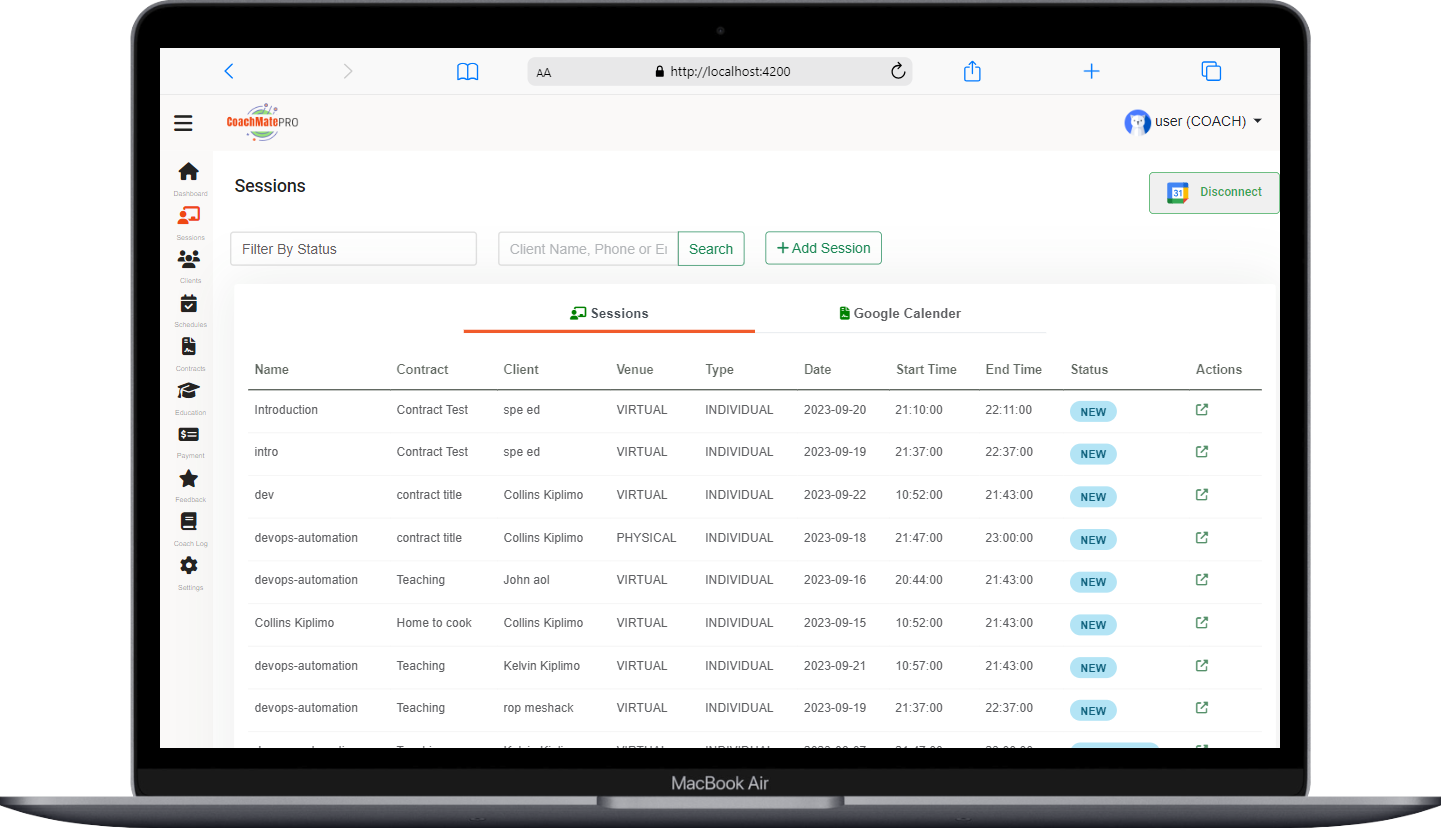 AA
http://localhost:4200
CoachMatePRO
user (COACH)
Dashboard
Sessions
Clients
Schedules
Contracts
Education
Payment
Feedback
Coach Log
Settings
Sessions
31
Disconnect
Filter By Status
Client Name, Phone or
Search
+ Add Session
Sessions
Google Calender
Name Contract Client Venue Type Date Start Time End Time Status Actions
Introduction Contract Test spe ed VIRTUAL INDIVIDUAL 2023-09-20 21:10:00 22:11:00 NEW
intro Contract Test spe ed VIRTUAL INDIVIDUAL 2023-09-19 21:37:00 22:37:00 NEW
dev contract title Collins Kiplimo VIRTUAL INDIVIDUAL 2023-09-22 10:52:00 21:43:00 NEW
devops-automation contract title Collins Kiplimo PHYSICAL INDIVIDUAL 2023-09-18 21:47:00 23:00:00 NEW
devops-automation Teaching John aol VIRTUAL INDIVIDUAL 2023-09-16 20:44:00 21:43:00 NEW
Collins Kiplimo Home to cook Collins Kiplimo VIRTUAL INDIVIDUAL 2023-09-15 10:52:00 21:43:00 NEW
devops-automation Teaching Kelvin Kiplimo VIRTUAL INDIVIDUAL 2023-09-21 10:57:00 21:43:00 NEW
devops-automation Teaching rop meshack VIRTUAL INDIVIDUAL 2023-09-19 21:37:00 22:37:00 NEW
MacBook Air